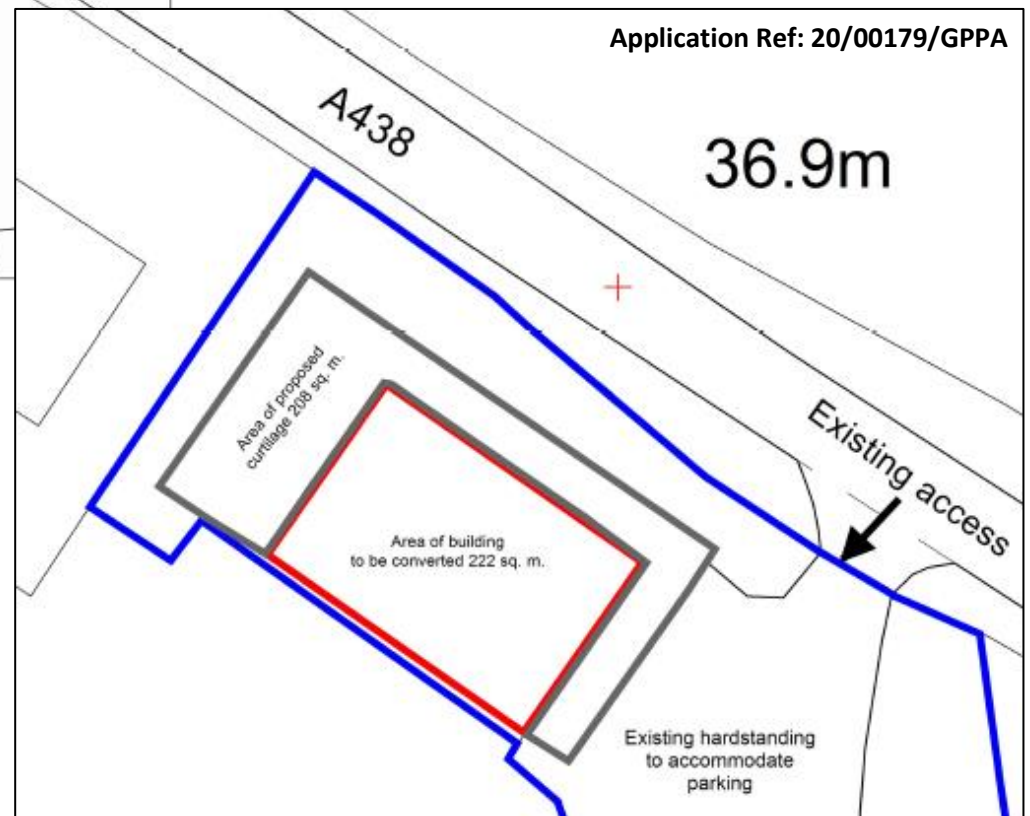 Application Ref: 20/00179/GPPA
A438
36.9m
Area of proposed
curtilage 208 sq. m.
Existing access
Area of building
to be converted 222 sq. m.
Existing hardstanding
to accommodate
parking